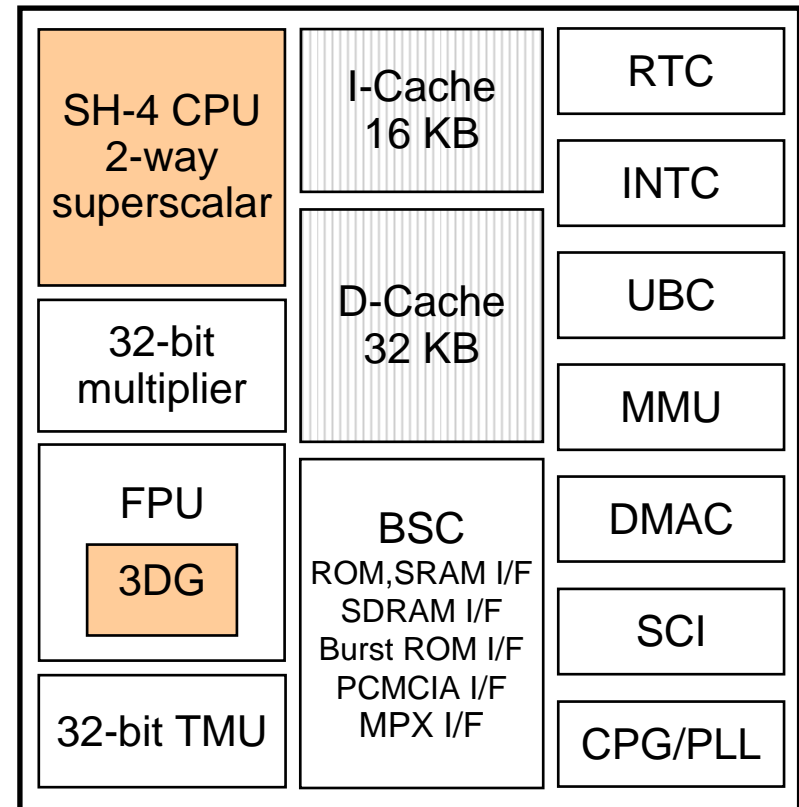 SH-4 CPU
2-way
superscalar
32-bit
multiplier
FPU
3DG
32-bit TMU
I-Cache
16 KB
D-Cache
32 KB
BSC
ROM,SRAM I/F
SDRAM I/F
Burst ROM I/F
PCMCIA I/F
MPX I/F
RTC
INTC
UBC
MMU
DMAC
SCI
CPG/PLL